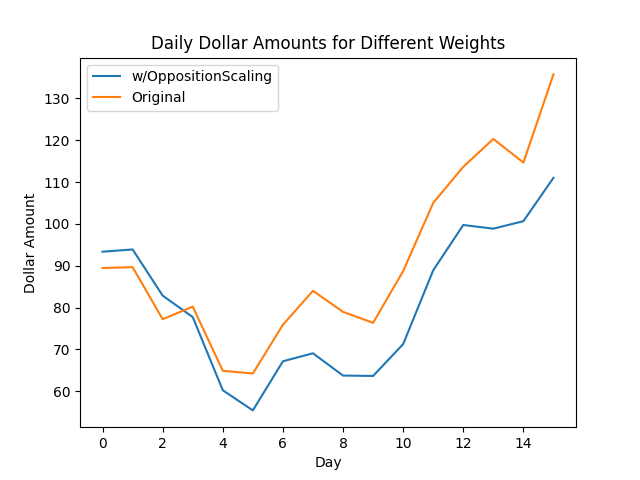 Daily Dollar Amounts for Different Weights
w/OppositionScaling
Original
130
120
110
100
90
80
70
60
Dollar Amount
0 2 4 6 8 10 12 14
Day